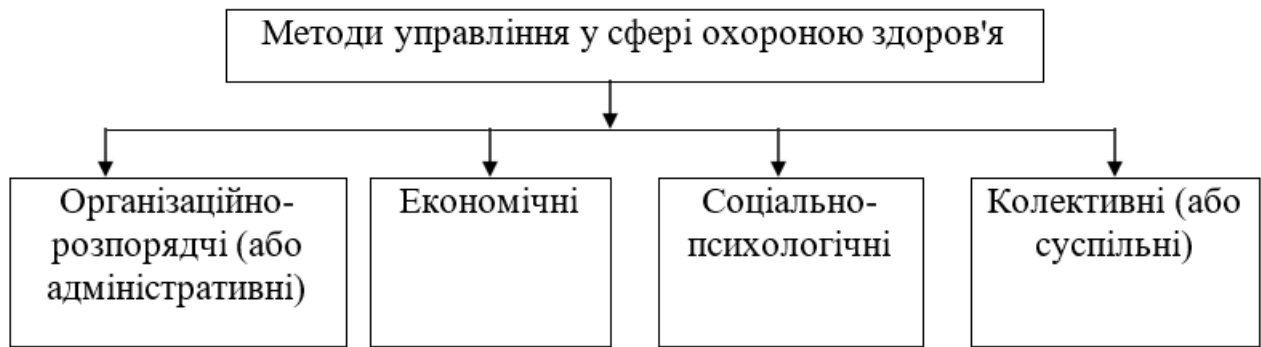 Методи управління у сфері охороною здоров'я
Організаційно-
розпорядчі (або
адміністративні)
Економічні
Соціально-
психологічні
Колективні (або
суспільні)